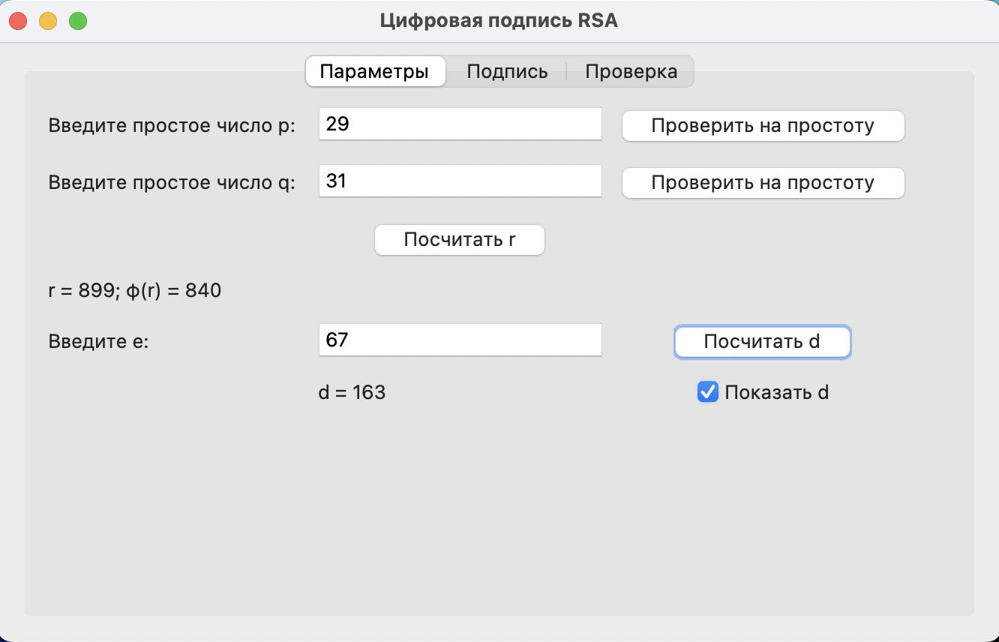 Цифровая подпись RSA
Параметры Подпись Проверка
Введите простое число p: 29 Проверить на простоту
Введите простое число q: 31 Проверить на простоту
Посчитать r
r = 899; ф(r) = 840
Введите e: 67 Посчитать d
d = 163 Показать d